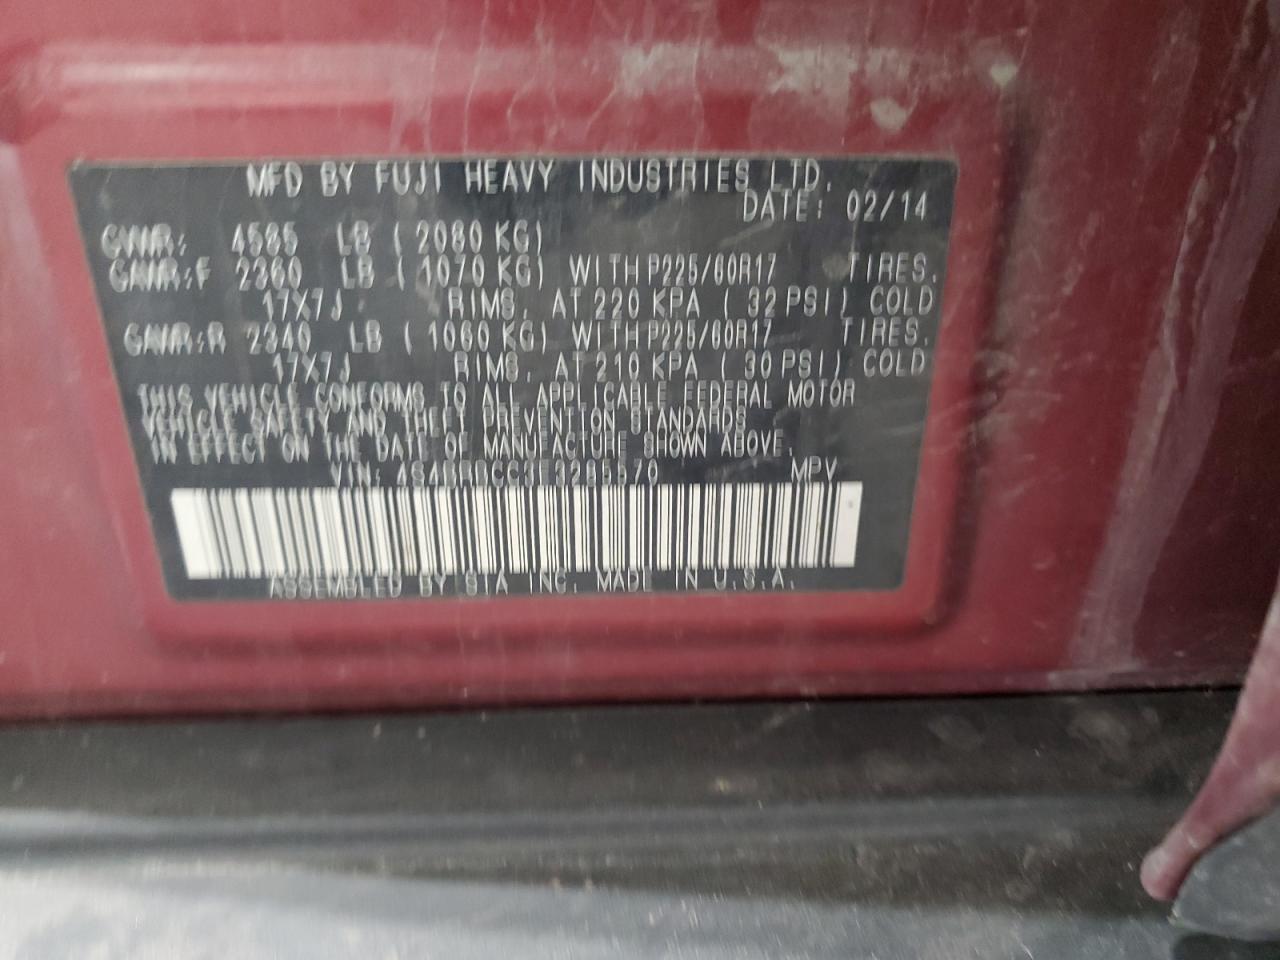 MFD BY FUJI HEAVY INDUSTRIES LTD.
DATE: 02/14
GVWR: 4585 LB (2080 KG)
GAWR:F 2360 LB (1070 KG) WITH P225/60R17 TIRES.
17X7J RIMS, AT 220 KPA (32 PSI) COLD
GAWR:R 2340 LB (1060 KG) WITH P225/60R17 TIRES.
17X7J RIMS, AT 210 KPA (30 PSI) COLD
THIS VEHICLE CONFORMS TO ALL APPLICABLE FEDERAL MOTOR
VEHICLE SAFETY AND THEFT PREVENTION STANDARDS
IN EFFECT ON THE DATE OF MANUFACTURE SHOWN ABOVE.
VIN: 4S4BRBCC3E3285570 MPV
ASSEMBLED BY SIA INC. MADE IN U.S.A.